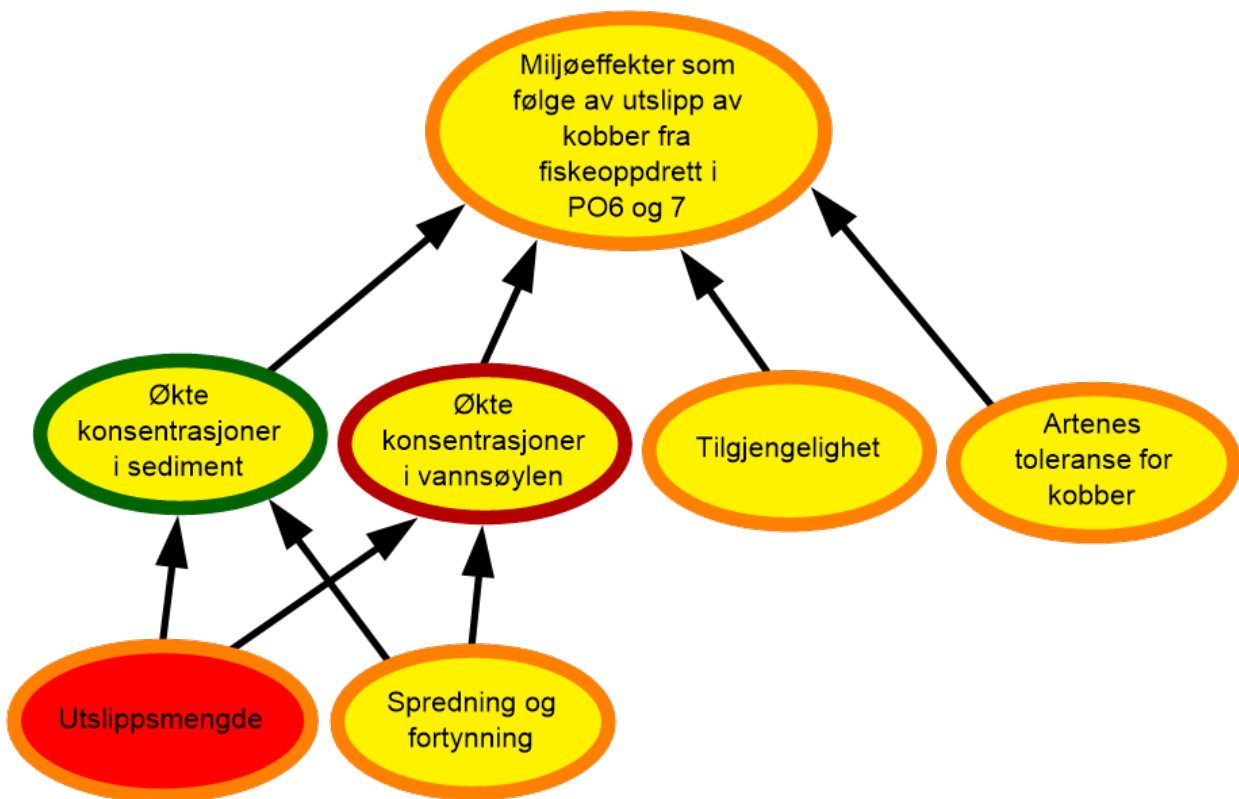 Miljøeffekter som
følge av utslipp av
kobber fra
fiskeoppdrett i
PO6 og 7
Økte
konsentrasjoner
i sediment
Økte
konsentrasjoner
i vannsøylen
Tilgjengelighet
Artenes
toleranse for
kobber
Utslippsmengde
Spredning og
fortynning